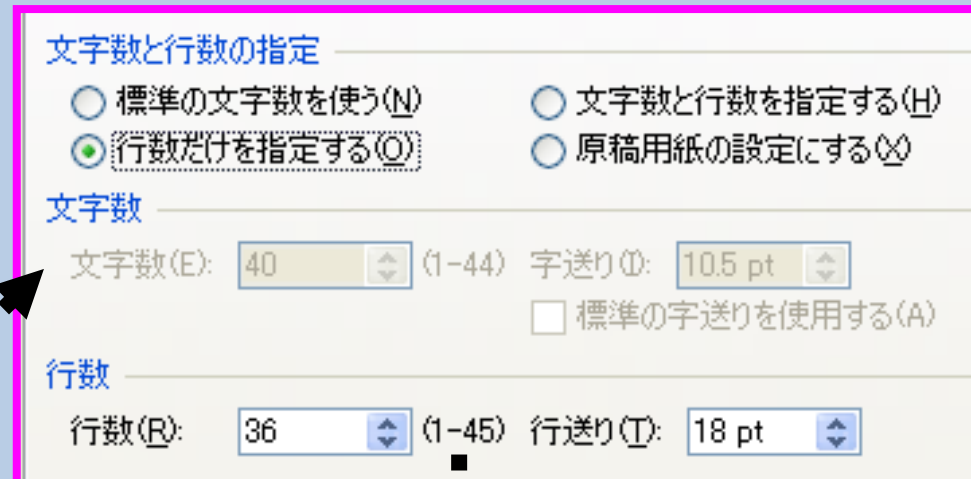 文字数と行数の指定
標準の文字数を使う(N) 文字数と行数を指定する(H)
行数だけを指定する(O) 原稿用紙の設定にする(X)
文字数
文字数(E): 40 (1-44) 字送り(I): 10.5 pt
標準の字送りを使用する(A)
行数
行数(R): 36 (1-45) 行送り(T): 18 pt